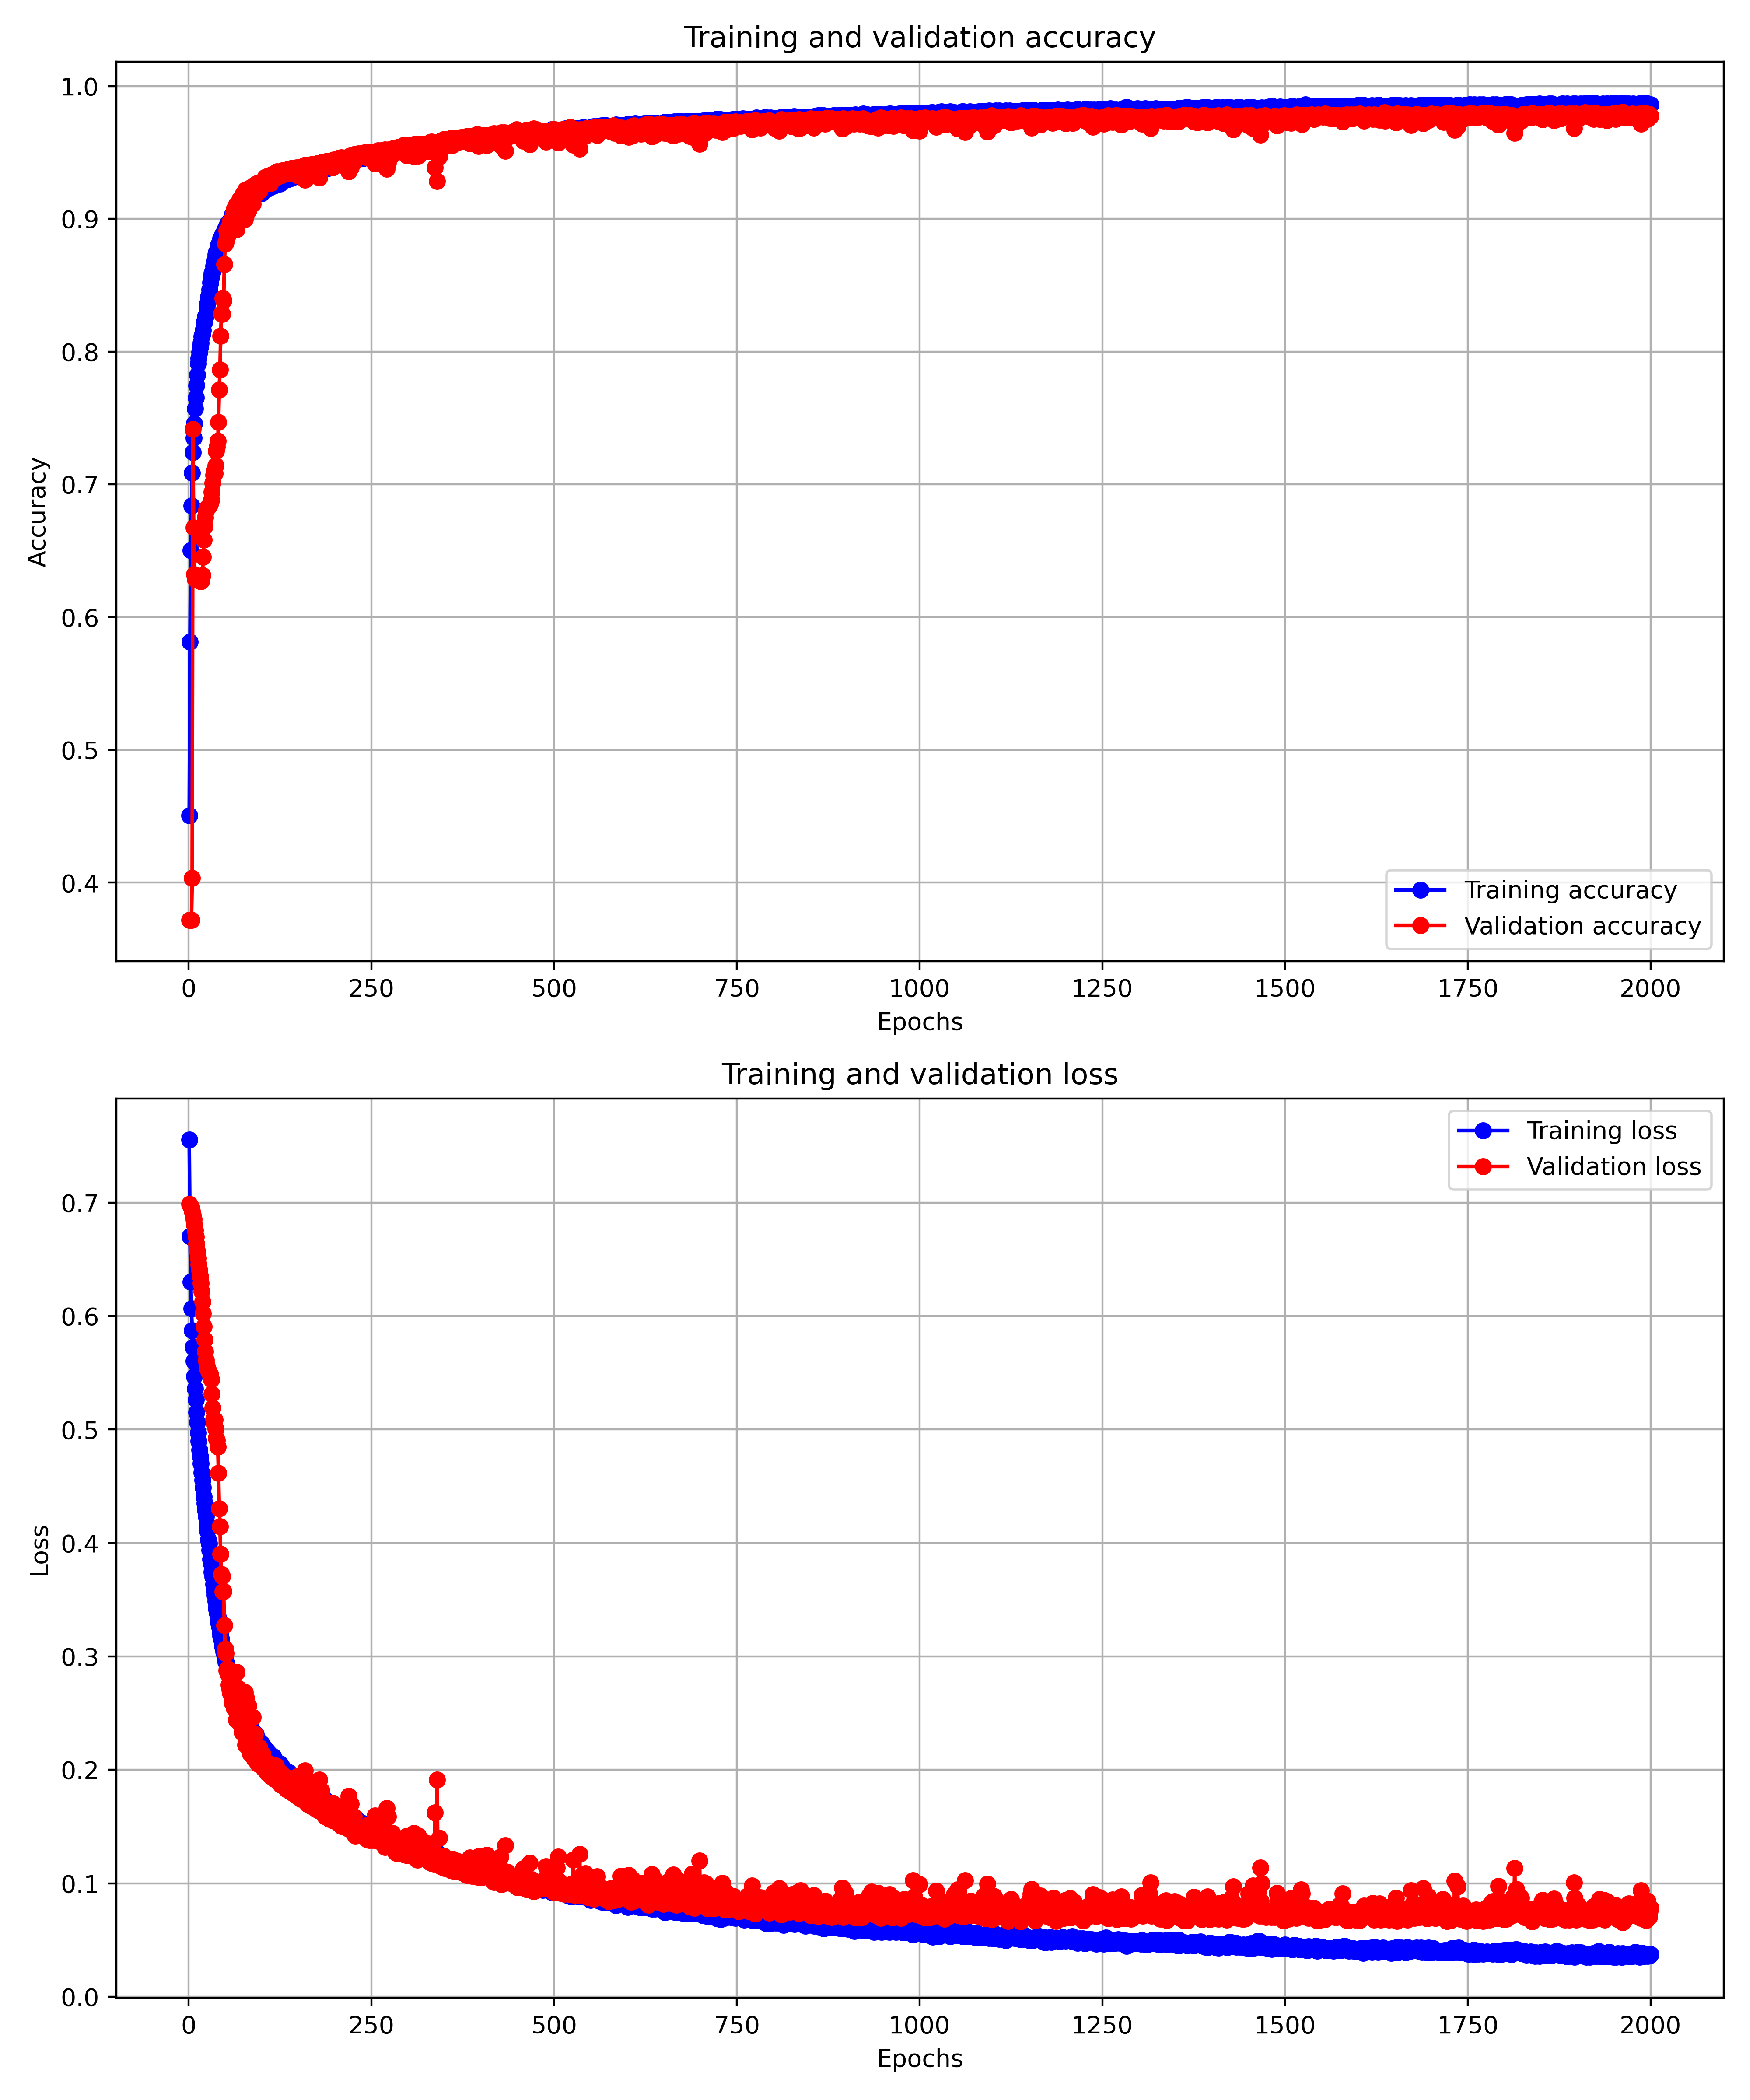 Training and validation accuracy
1.0
0.9
0.8
0.7
0.6
0.5
0.4
Accuracy
Training accuracy
Validation accuracy
0 250 500 750 1000 1250 1500 1750 2000
Epochs
Training and validation loss
Training loss
Validation loss
0.7
0.6
0.5
0.4
0.3
0.2
0.1
0.0
Loss
0 250 500 750 1000 1250 1500 1750 2000
Epochs